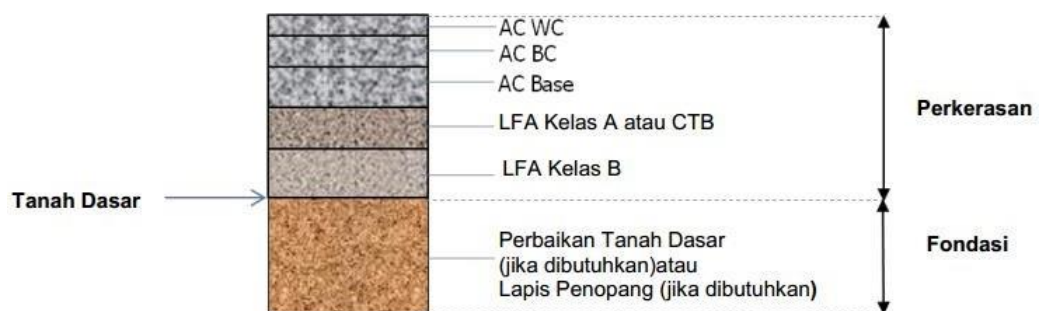 AC WC
AC BC
AC Base
LFA Kelas A atau CTB
LFA Kelas B
Perkerasan
Tanah Dasar
Perbaikan Tanah Dasar
(jika dibutuhkan)atau
Lapis Penopang (jika dibutuhkan)
Fondasi